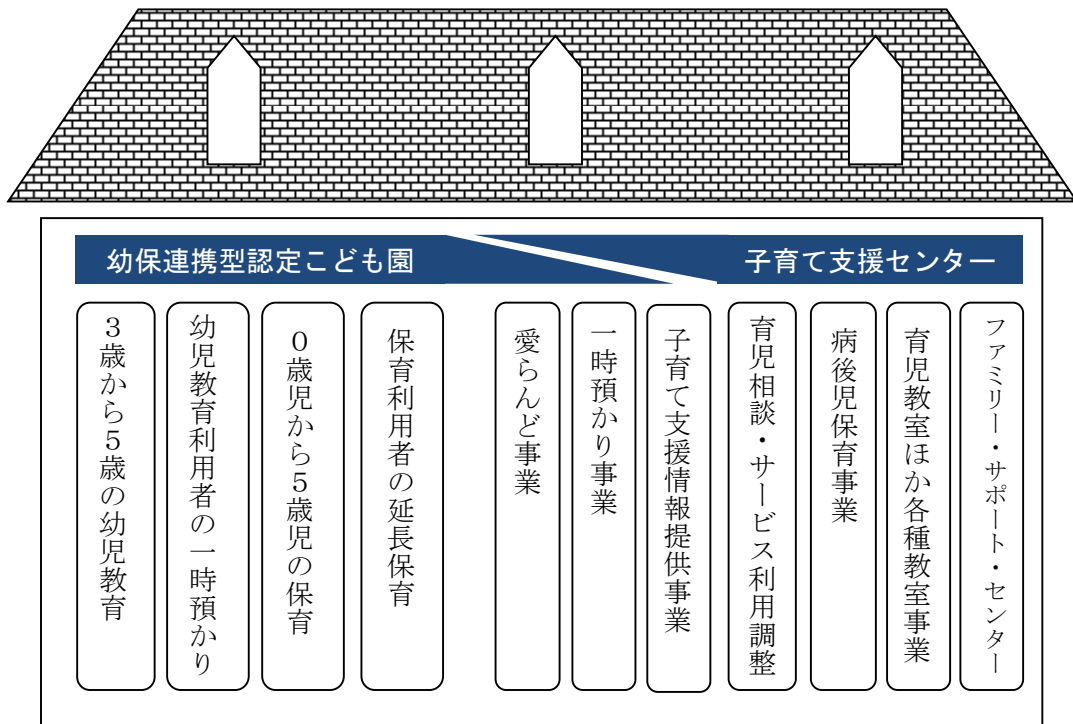 幼保連携型認定こども園
子育て支援センター
３歳から５歳の幼児教育
幼児教育利用者の一時預かり
０歳児から５歳児の保育
保育利用者の延長保育
愛らんど事業
一時預かり事業
子育て支援情報提供事業
育児相談・サービス利用調整
病後児保育事業
育児教室ほか各種教室事業
ファミリー・サポート・センター